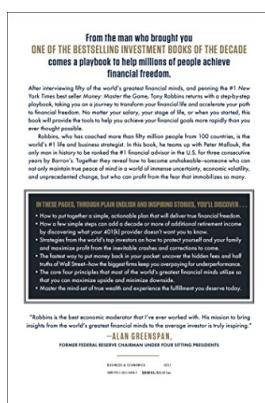 From the man who brought you
ONE OF THE BESTSELLING INVESTMENT BOOKS OF THE DECADE
comes a playbook to help millions of people achieve
financial freedom.
After interviewing fifty of the world's greatest financial minds, and penning the #1 New
York Times best seller Money: Master the Game, Tony Robbins returns with a step-by-step
playbook, taking you on a journey to transform your financial life and accelerate your path
to financial freedom. No matter your salary, your stage of life, or when you started, this
book will provide the tools to help you achieve your financial goals more rapidly than you
ever thought possible.
Robbins, who has coached more than fifty million people from 100 countries, is the
world's #1 life and business strategist. In this book, he teams up with Peter Mallouk, the
only man in history to be ranked the #1 financial advisor in the U.S. for three consecutive
years by Barron's. Together they reveal how to become unshakeable—someone who can
not only maintain true peace of mind in a world of immense uncertainty, economic volatility,
and unprecedented change, but who can profit from the fear that immobilizes so many.
IN THESE PAGES, THROUGH PLAIN ENGLISH AND INSPIRING STORIES, YOU'LL DISCOVER...
• How to put together a simple, actionable plan that will deliver true financial freedom.
• How a few simple steps can add a decade or more of additional retirement income
by discovering what your 401(k) provider doesn't want you to know.
• Strategies from the world's top investors on how to protect yourself and your family
and maximize profit from the inevitable crashes and corrections to come.
• The fastest way to put money back in your pocket: uncover the hidden fees and half
truths of Wall Street—how the biggest firms keep you overpaying for underperformance.
• The core four principles that most of the world's greatest financial minds utilize so
that you can maximize upside and minimize downside.
• Master the mind-set of true wealth and experience the fulfillment you deserve today.
"Robbins is the best economic moderator that I've ever worked with. His mission to bring
insights from the world's greatest financial minds to the average investor is truly inspiring."
—ALAN GREENSPAN,
FORMER FEDERAL RESERVE CHAIRMAN UNDER FOUR SITTING PRESIDENTS
BUSINESS & ECONOMICS 0217